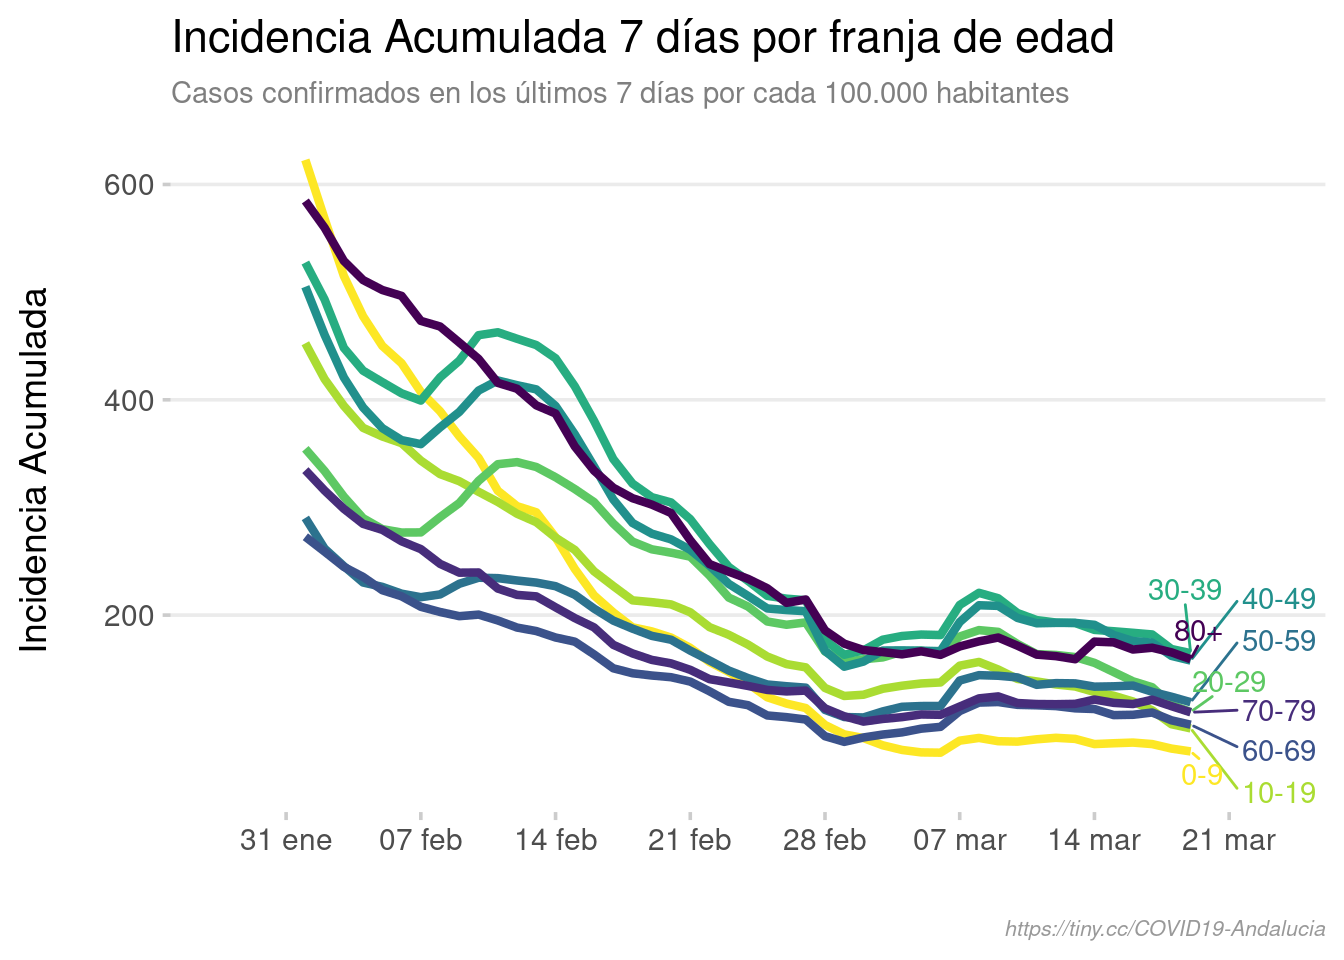 Incidencia Acumulada 7 días por franja de edad
Casos confirmados en los últimos 7 días por cada 100.000 habitantes
Incidencia Acumulada
600
400
200
30-39
40-49
80+
50-59
20-29
70-79
60-69
0-9
10-19
31 ene
07 feb
14 feb
21 feb
28 feb
07 mar
14 mar
21 mar
https://tiny.cc/COVID19-Andalucia